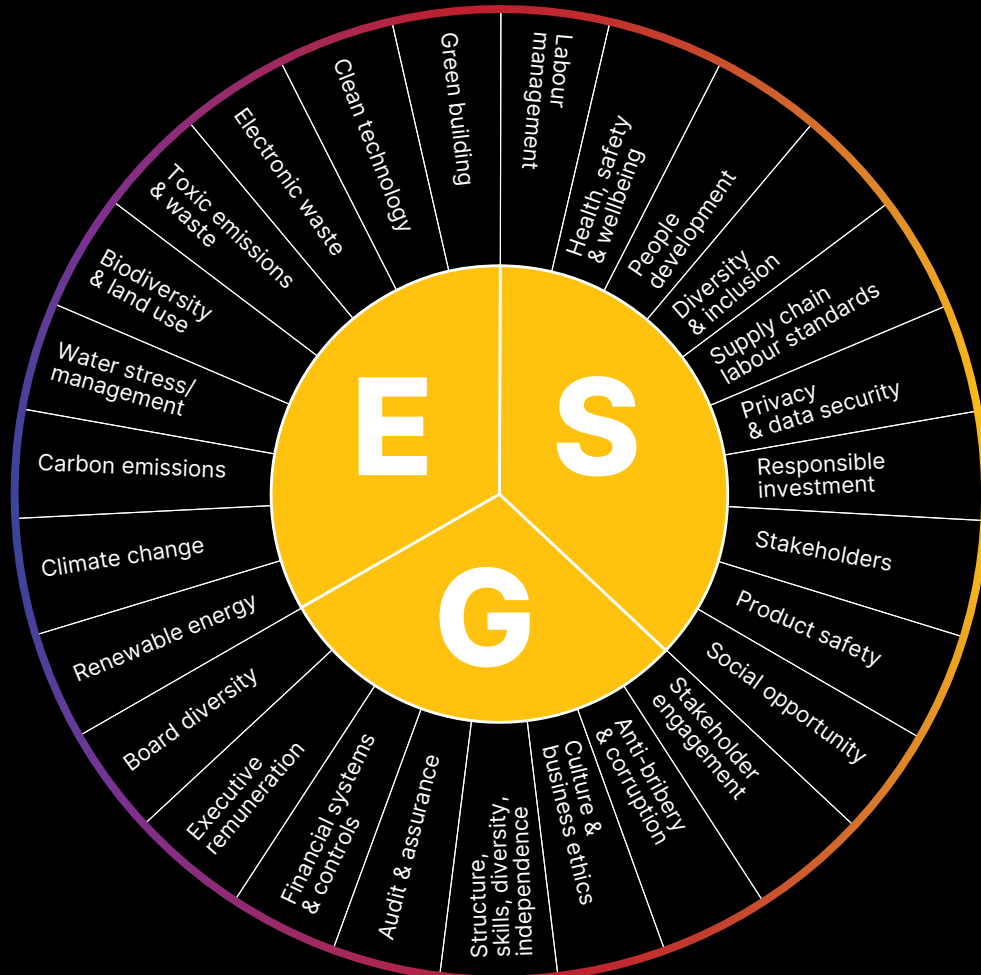 E
S
G
Labour
management
Health, safety
& wellbeing
People
development
Diversity
& inclusion
Supply chain
labour standards
Privacy
& data security
Responsible
investment
Stakeholders
Product safety
Social opportunity
Stakeholder
engagement
Anti-bribery
& corruption
Culture &
business ethics
Structure,
skills, diversity,
independence
Audit & assurance
Financial systems
& controls
Executive
remuneration
Board diversity
Renewable energy
Climate change
Carbon emissions
Water stress/
management
Biodiversity
& land use
Toxic emissions
& waste
Electronic waste
Clean technology
Green building